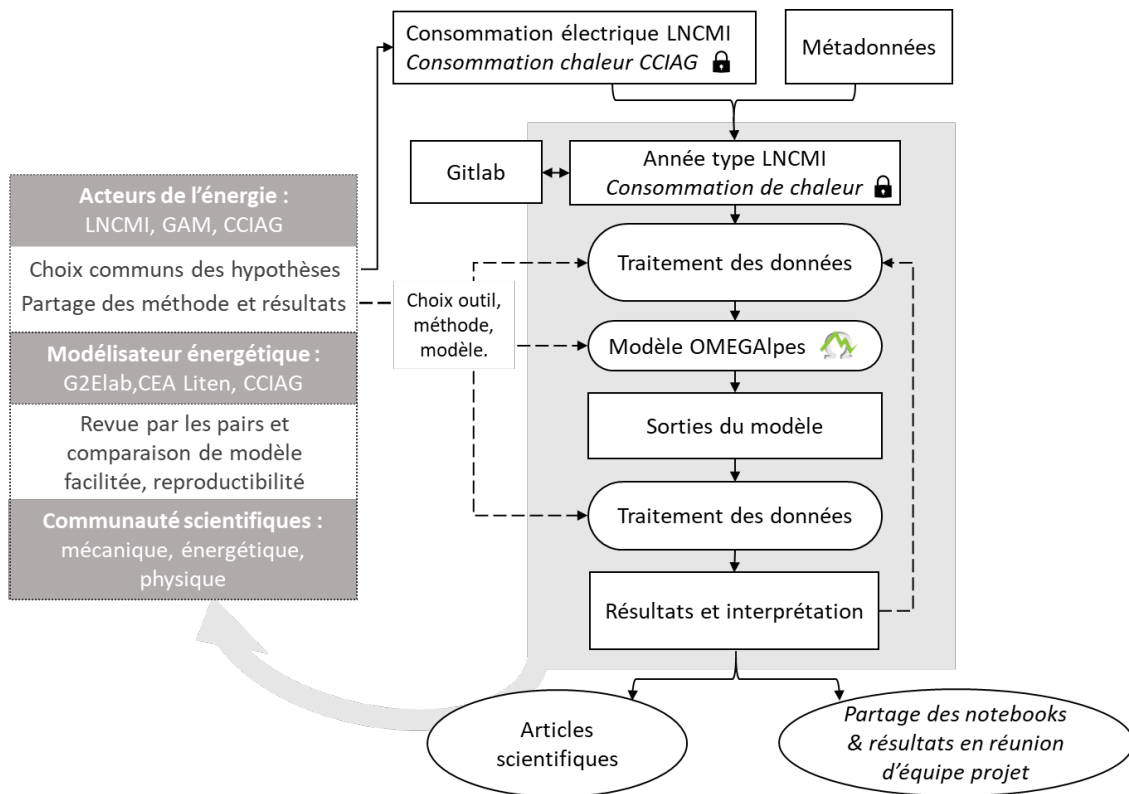 Consommation électrique LNCMI
Consommation chaleur CCIAG
Métadonnées
Gitlab
Année type LNCMI
Consommation de chaleur
Acteurs de l'énergie :
LNCMI, GAM, CCIAG
Choix communs des hypothèses
Partage des méthode et résultats
Modélisateur énergétique :
G2Elab,CEA Liten, CCIAG
Revue par les pairs et
comparaison de modèle
facilitée, reproductibilité
Communauté scientifiques :
mécanique, énergétique,
physique
Choix outil,
méthode,
modèle.
Traitement des données
Modèle OMEGAlpes
Sorties du modèle
Traitement des données
Résultats et interprétation
Articles
scientifiques
Partage des notebooks
& résultats en réunion
d'équipe projet